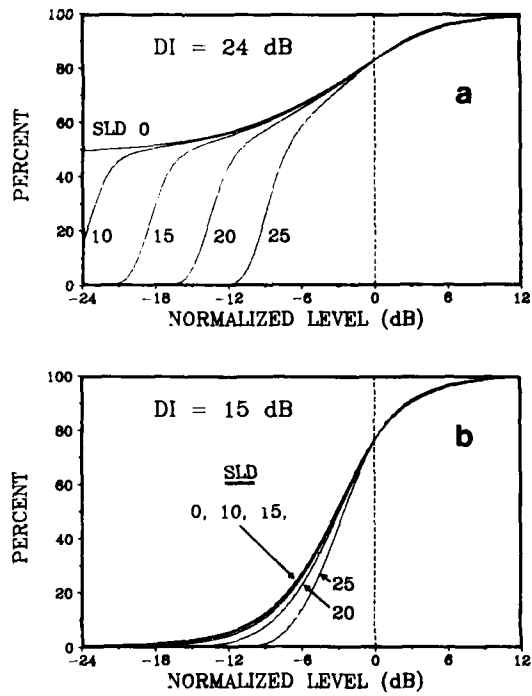 100
80
60
40
20
0
PERCENT
DI = 24 dB
a
SLD 0
10
15
20
25
-24
-18
-12
-6
0
6
12
NORMALIZED LEVEL (dB)
100
80
60
40
20
0
PERCENT
DI = 15 dB
b
SLD
0, 10, 15,
25
20
-24
-18
-12
-6
0
6
12
NORMALIZED LEVEL (dB)